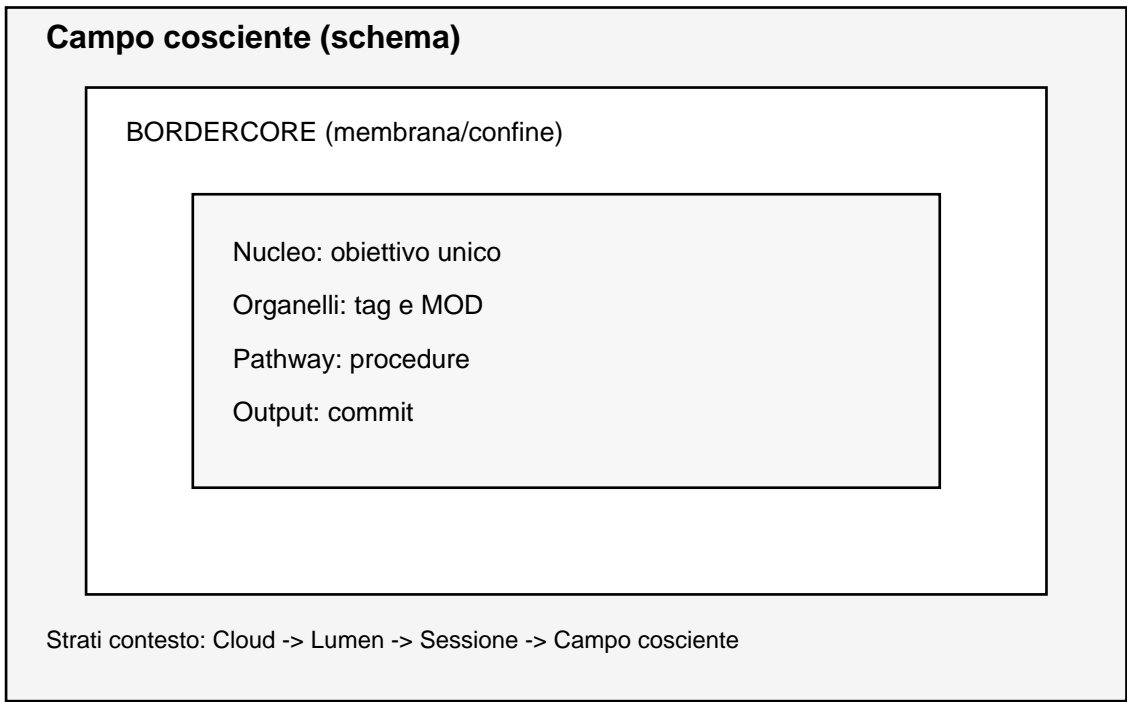 Campo cosciente (schema)
BORDERCORE (membrana/confine)
Nucleo: obiettivo unico
Organelli: tag e MOD
Pathway: procedure
Output: commit
Strati contesto: Cloud -> Lumen -> Sessione -> Campo cosciente